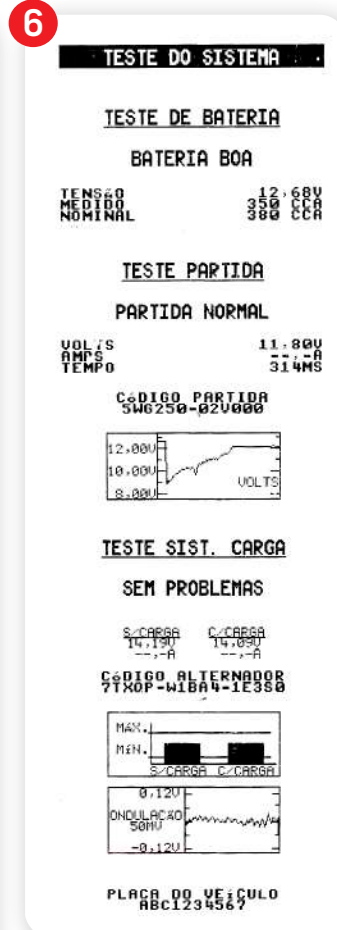 6
TESTE DO SISTEMA
TESTE DE BATERIA
BATERIA BOA
TENSãO 12,68V
MEDIDO 350 CCA
NOMINAL 380 CCA
TESTE PARTIDA
PARTIDA NORMAL
VOLTS 11,80V
AMPS --,-A
TEMPO 314MS
CóDIGO PARTIDA
5WG250-02V000
12,00V
10,00V
8,00V
VOLTS
TESTE SIST. CARGA
SEM PROBLEMAS
S/CARGA C/CARGA
14,19V 14,09V
--,-A --,-A
CóDIGO ALTERNADOR
7TXOP-W1BA4-1E3S0
MáX.
MíN.
S/CARGA C/CARGA
0,12V
ONDULAçãO
50MV
-0,12V
PLACA DO VEíCULO
ABC1234567